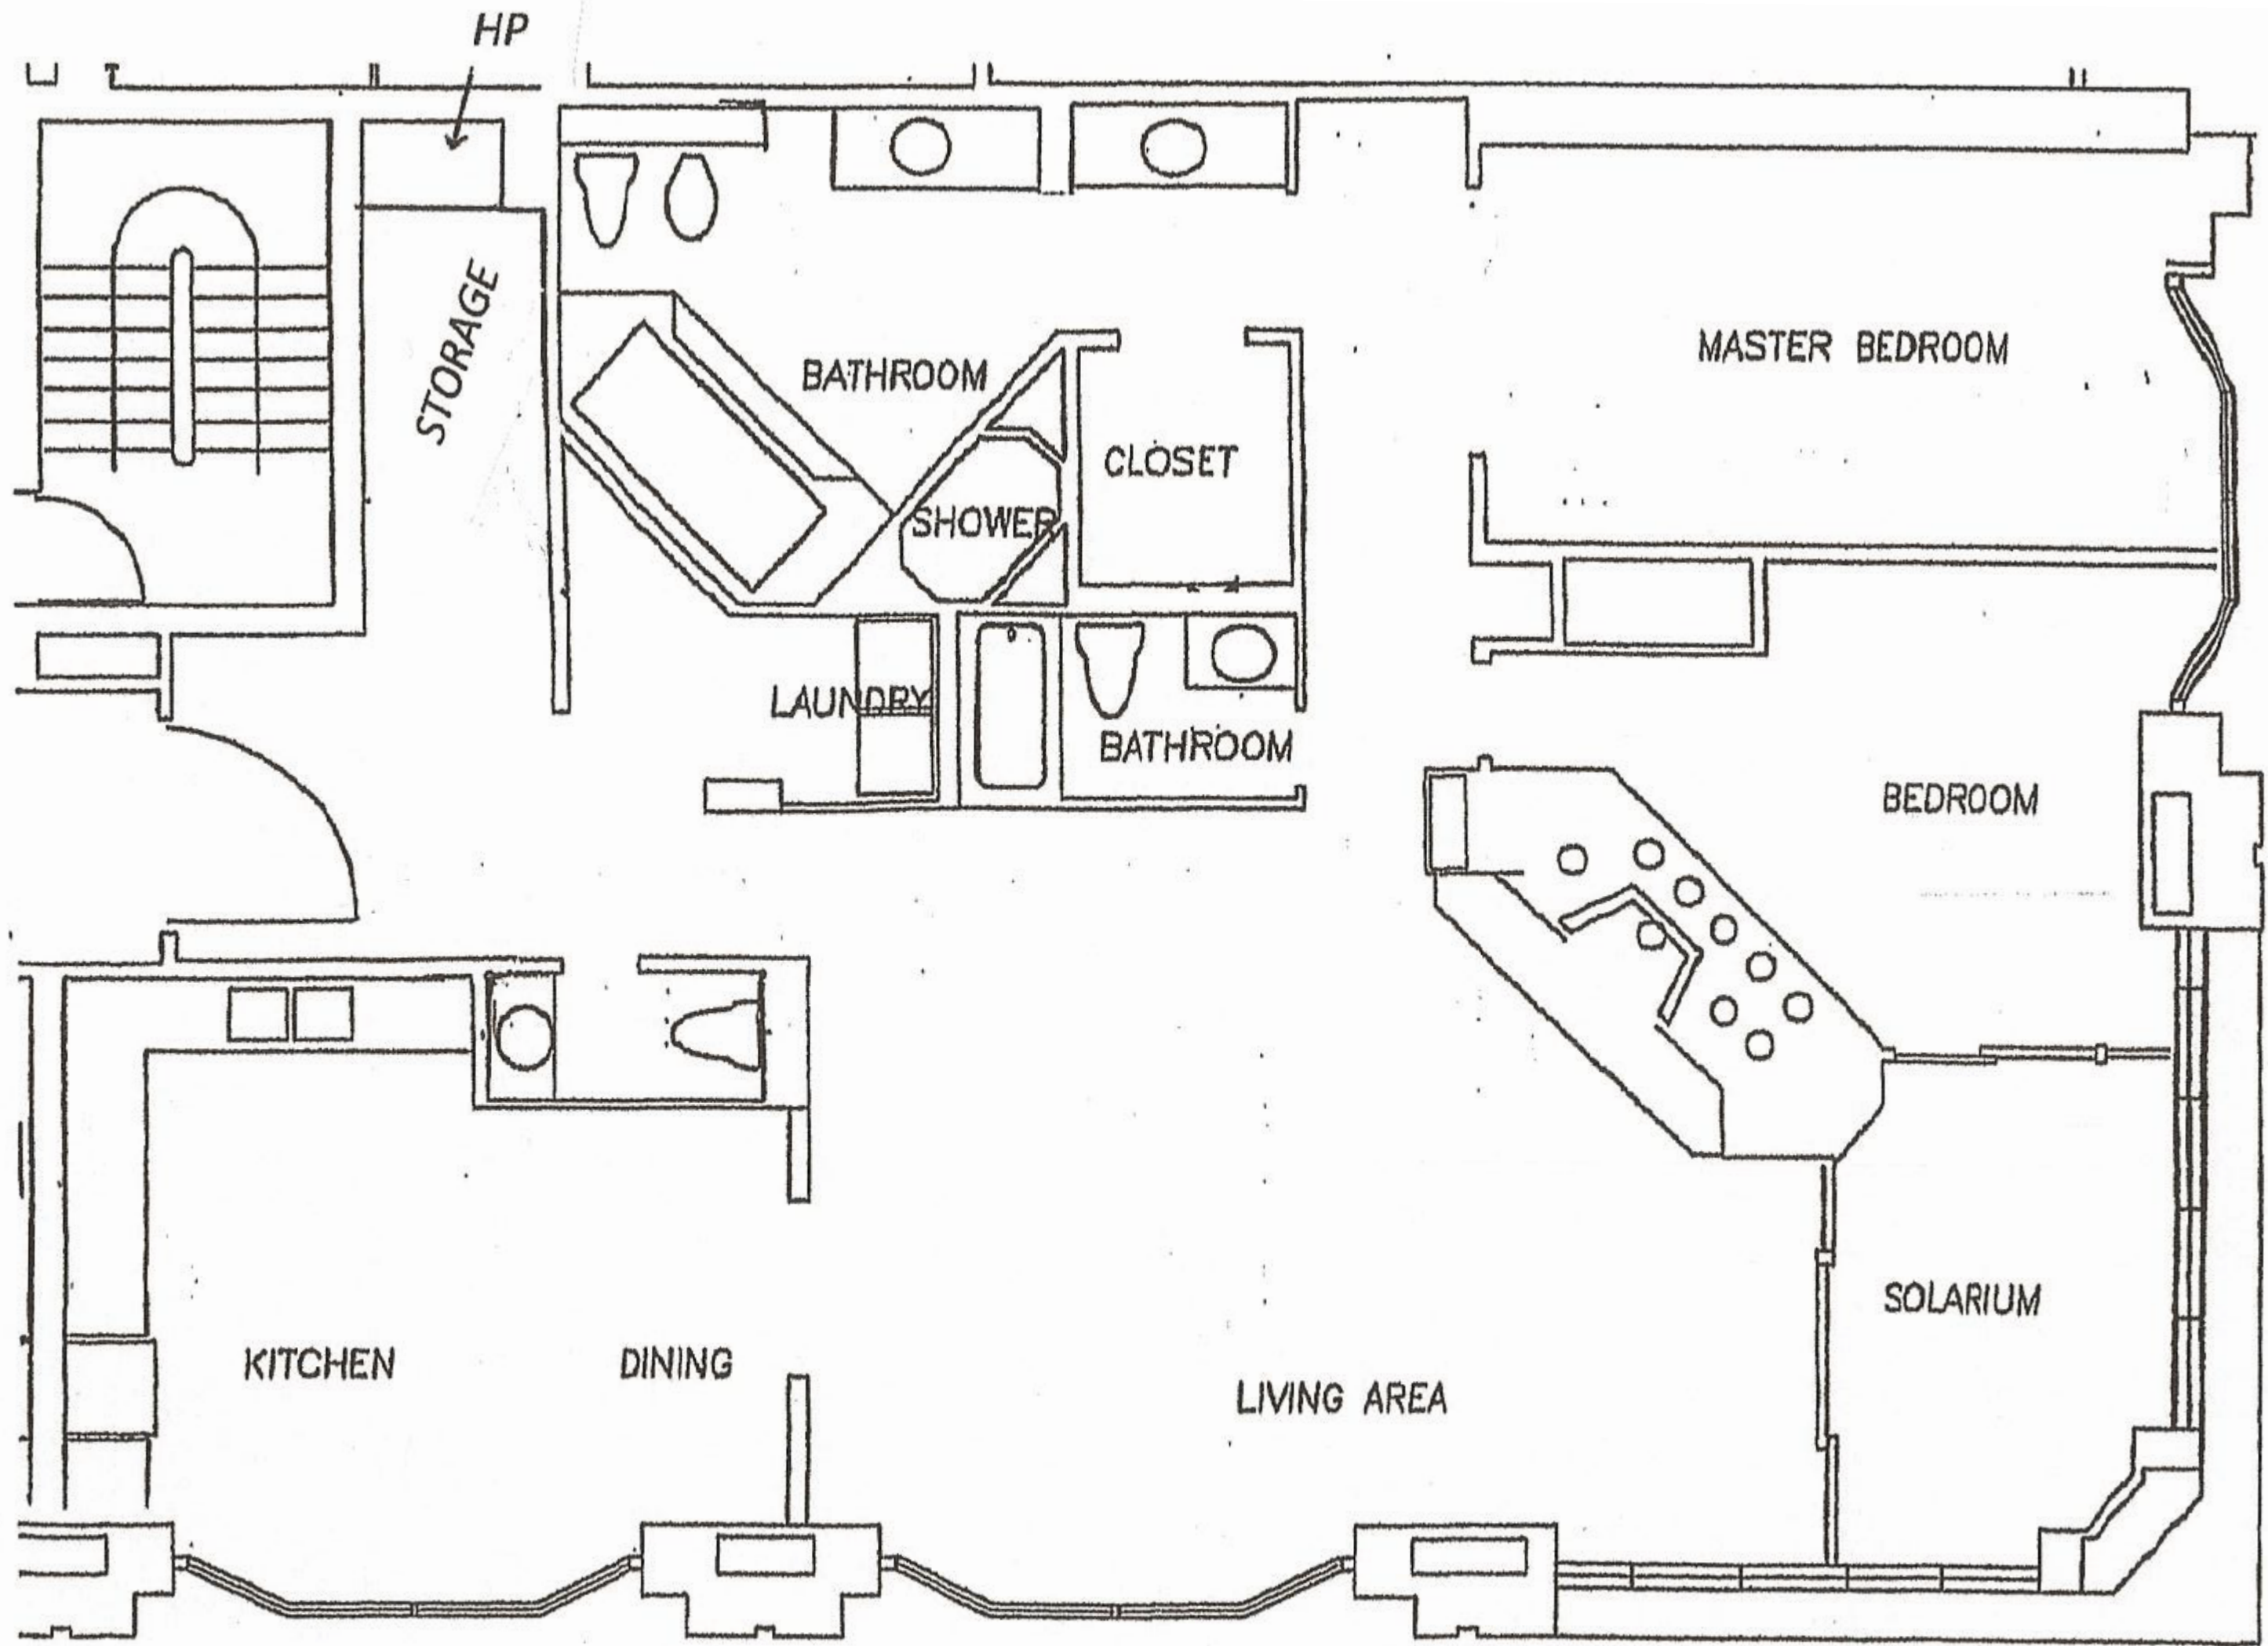 HP
STORAGE
MASTER BEDROOM
BATHROOM
CLOSET
SHOWER
LAUNDRY
BATHROOM
BEDROOM
SOLARIUM
KITCHEN
DINING
LIVING AREA